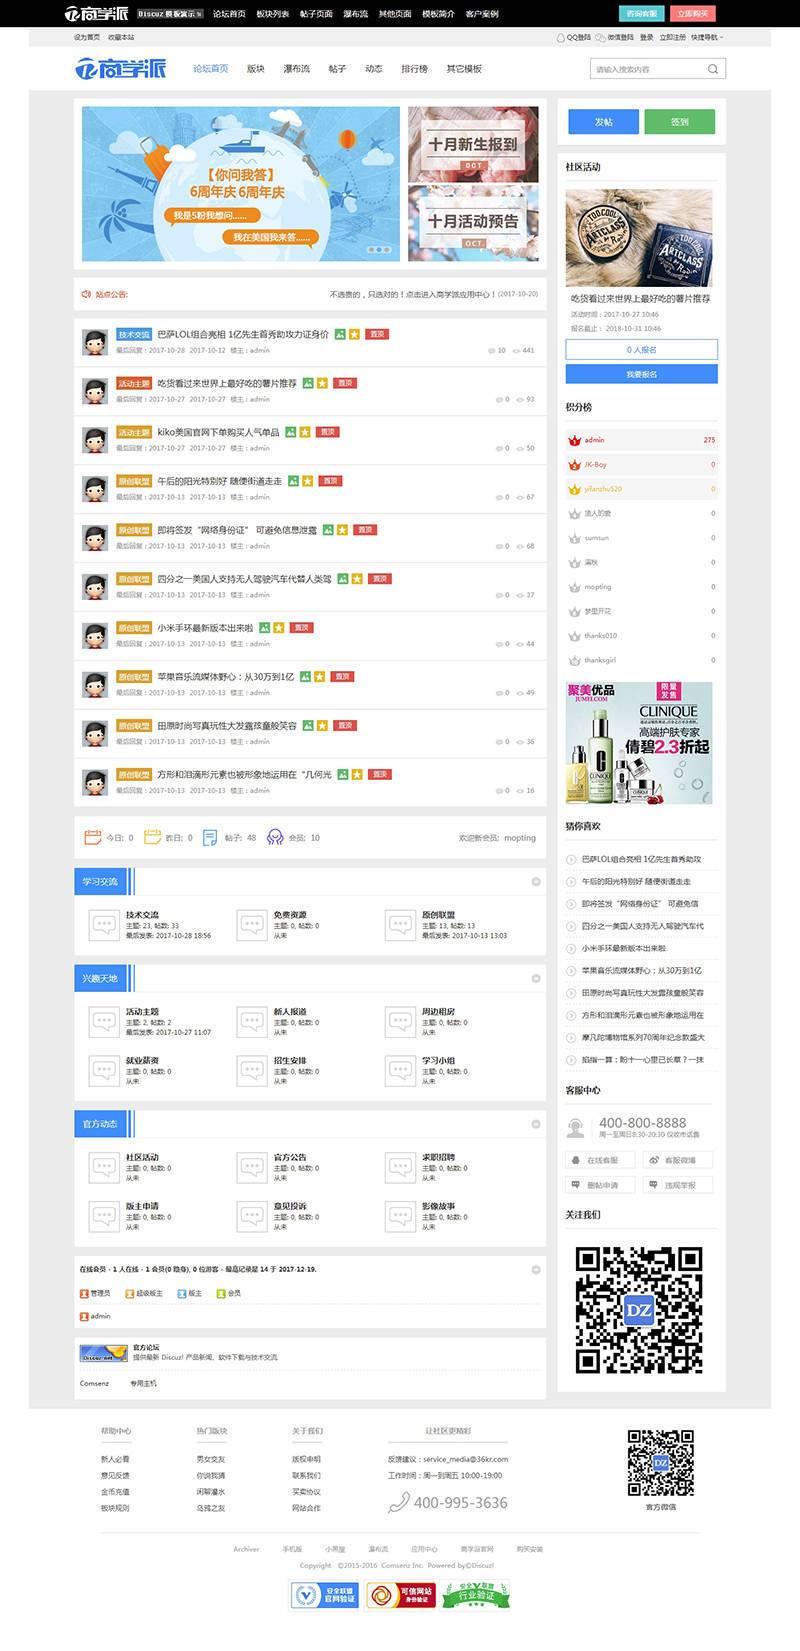 商学派
Discuz 模板演示
论坛首页 板块列表 帖子页面 瀑布流 其他页面 模板简介 客户案例
咨询客服 立即购买
设为首页 收藏本站
QQ登陆 微信登陆 登录 立即注册 快捷导航
商学派
论坛首页 版块 瀑布流 帖子 动态 排行榜 其它模板
请输入搜索内容
【你问我答】
6周年庆 6周年庆
我是5粉我想问......
我在美国我来答......
十月新生报到
OCT
十月活动预告
OCT
站点公告:
不选贵的，只选对的！点击进入商学派应用中心！(2017-10-20)
技术交流 巴萨LOL组合亮相 1亿先生首秀助攻力证身价 置顶
最后回复：2017-10-28 2017-10-12 楼主：admin 10 441
活动主题 吃货看过来世界上最好吃的薯片推荐 置顶
最后回复：2017-10-27 2017-10-27 楼主：admin 0 93
活动主题 kiko美国官网下单购买人气单品 置顶
最后回复：2017-10-27 2017-10-27 楼主：admin 0 50
原创联盟 午后的阳光特别好 随便街道走走 置顶
最后回复：2017-10-13 2017-10-13 楼主：admin 0 67
原创联盟 即将签发“网络身份证” 可避免信息泄露 置顶
最后回复：2017-10-13 2017-10-13 楼主：admin 0 68
原创联盟 四分之一美国人支持无人驾驶汽车代替人类驾 置顶
最后回复：2017-10-13 2017-10-13 楼主：admin 0 37
原创联盟 小米手环最新版本出来啦 置顶
最后回复：2017-10-13 2017-10-13 楼主：admin 0 44
原创联盟 苹果音乐流媒体野心：从30万到1亿 置顶
最后回复：2017-10-13 2017-10-13 楼主：admin 0 49
原创联盟 田原时尚写真玩性大发露孩童般笑容 置顶
最后回复：2017-10-13 2017-10-13 楼主：admin 0 36
原创联盟 方形和泪滴形元素也被形象地运用在“几何光 置顶
最后回复：2017-10-13 2017-10-13 楼主：admin 0 16
今日: 0 昨日: 0 帖子: 48 会员: 10 欢迎新会员: mopting
学习交流
技术交流 免费资源 原创联盟
主题: 23, 帖数: 33 主题: 0, 帖数: 0 主题: 13, 帖数: 13
最后发表: 2017-10-28 18:56 从未 最后发表: 2017-10-13 13:03
兴趣天地
活动主题 新人报道 周边租房
主题: 2, 帖数: 2 主题: 0, 帖数: 0 主题: 0, 帖数: 0
最后发表: 2017-10-27 11:07 从未 从未
就业薪资 招生安排 学习小组
主题: 0, 帖数: 0 主题: 0, 帖数: 0 主题: 0, 帖数: 0
从未 从未 从未
官方动态
社区活动 官方公告 求职招聘
主题: 0, 帖数: 0 主题: 0, 帖数: 0 主题: 0, 帖数: 0
从未 从未 从未
版主申请 意见投诉 影像故事
主题: 0, 帖数: 0 主题: 0, 帖数: 0 主题: 0, 帖数: 0
从未 从未 从未
在线会员 - 1 人在线 - 1 会员(0 隐身), 0 位游客 - 最高记录是 14 于 2017-12-19.
管理员 超级版主 版主 会员
admin
Discuz! net
官方论坛
提供最新 Discuz! 产品新闻、软件下载与技术交流
Comsenz 专用主机
发帖 签到
社区活动
TOO COOL
ARTCLASS
by Rodin
TOO COOL
ARTCLASS
by Rodin
吃货看过来世界上最好吃的薯片推荐
活动时间：2017-10-27 10:46
报名截止： 2018-10-31 10:46
0 人报名
我要报名
积分榜
1 admin 275
2 JK-Boy 0
3 yifanzhu520 0
浪人的爱 0
sumsun 0
mopting 0
梦里开花 0
thanks010 0
thanksgirl 0
聚美优品
JUMEI.COM
限量发售
CLINIQUE
高端护肤专家
倩碧2.3折起
猜你喜欢
巴萨LOL组合亮相 1亿先生首秀助攻
午后的阳光特别好 随便街道走走
即将签发“网络身份证” 可避免信
四分之一美国人支持无人驾驶汽车代
小米手环最新版本出来啦
苹果音乐流媒体野心：从30万到1亿
田原时尚写真玩性大发露孩童般笑容
方形和泪滴形元素也被形象地运用在
摩凡陀博物馆系列70周年纪念款盛大
掐指一算：盼十一心里已长草？一抹
客服中心
400-800-8888
周一至周日8:30-20:30 仅收市话费
在线客服 客服微博
删帖申请 违规举报
关注我们
DZ
帮助中心 热门版块 关于我们 让社区更精彩
新人必看 男女交友 版权申明 反馈建议：service_media@36kr.com
意见反馈 你说我猜 联系我们 工作时间：周一到周五 10:00-19:00
金币充值 闲聊灌水 买卖协议
板块规则 乌鸦之友 网站合作
400-995-3636
DZ
官方微信
Archiver 手机版 小黑屋 瀑布流 应用中心 商学派官网 购买安装
Copyright ©2015-2016 Comsenz Inc. Powered by©Discuz!
安全联盟
官网验证
可信网站
身份验证
安全联盟
行业验证